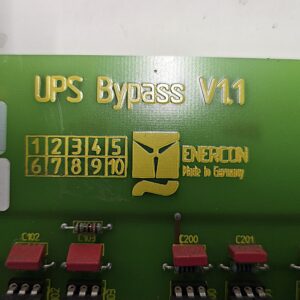 UPS Bypass V1.1
1 2 3 4 5
6 7 8 9 10
ENERCON
Made in Germany
C102
C103
C200
C201